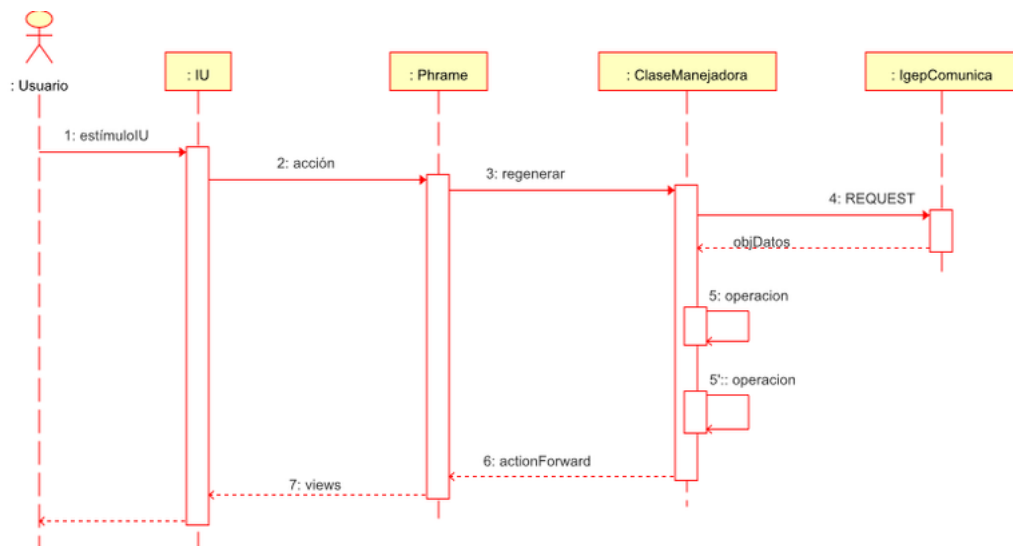 : Usuario
: IU
: Phrame
: ClaseManejadora
: IgepComunica
1: estímuloIU
2: acción
3: regenerar
4: REQUEST
objDatos
5: operacion
5':: operacion
6: actionForward
7: views